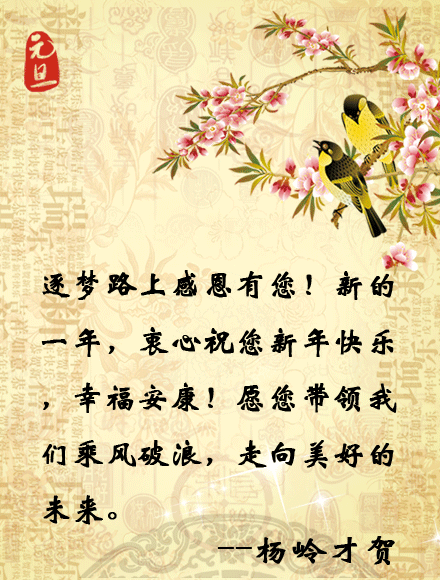 元旦
逐梦路上感恩有您！新的
一年，衷心祝您新年快乐
，幸福安康！愿您带领我
们乘风破浪，走向美好的
未来。
--杨岭才贺